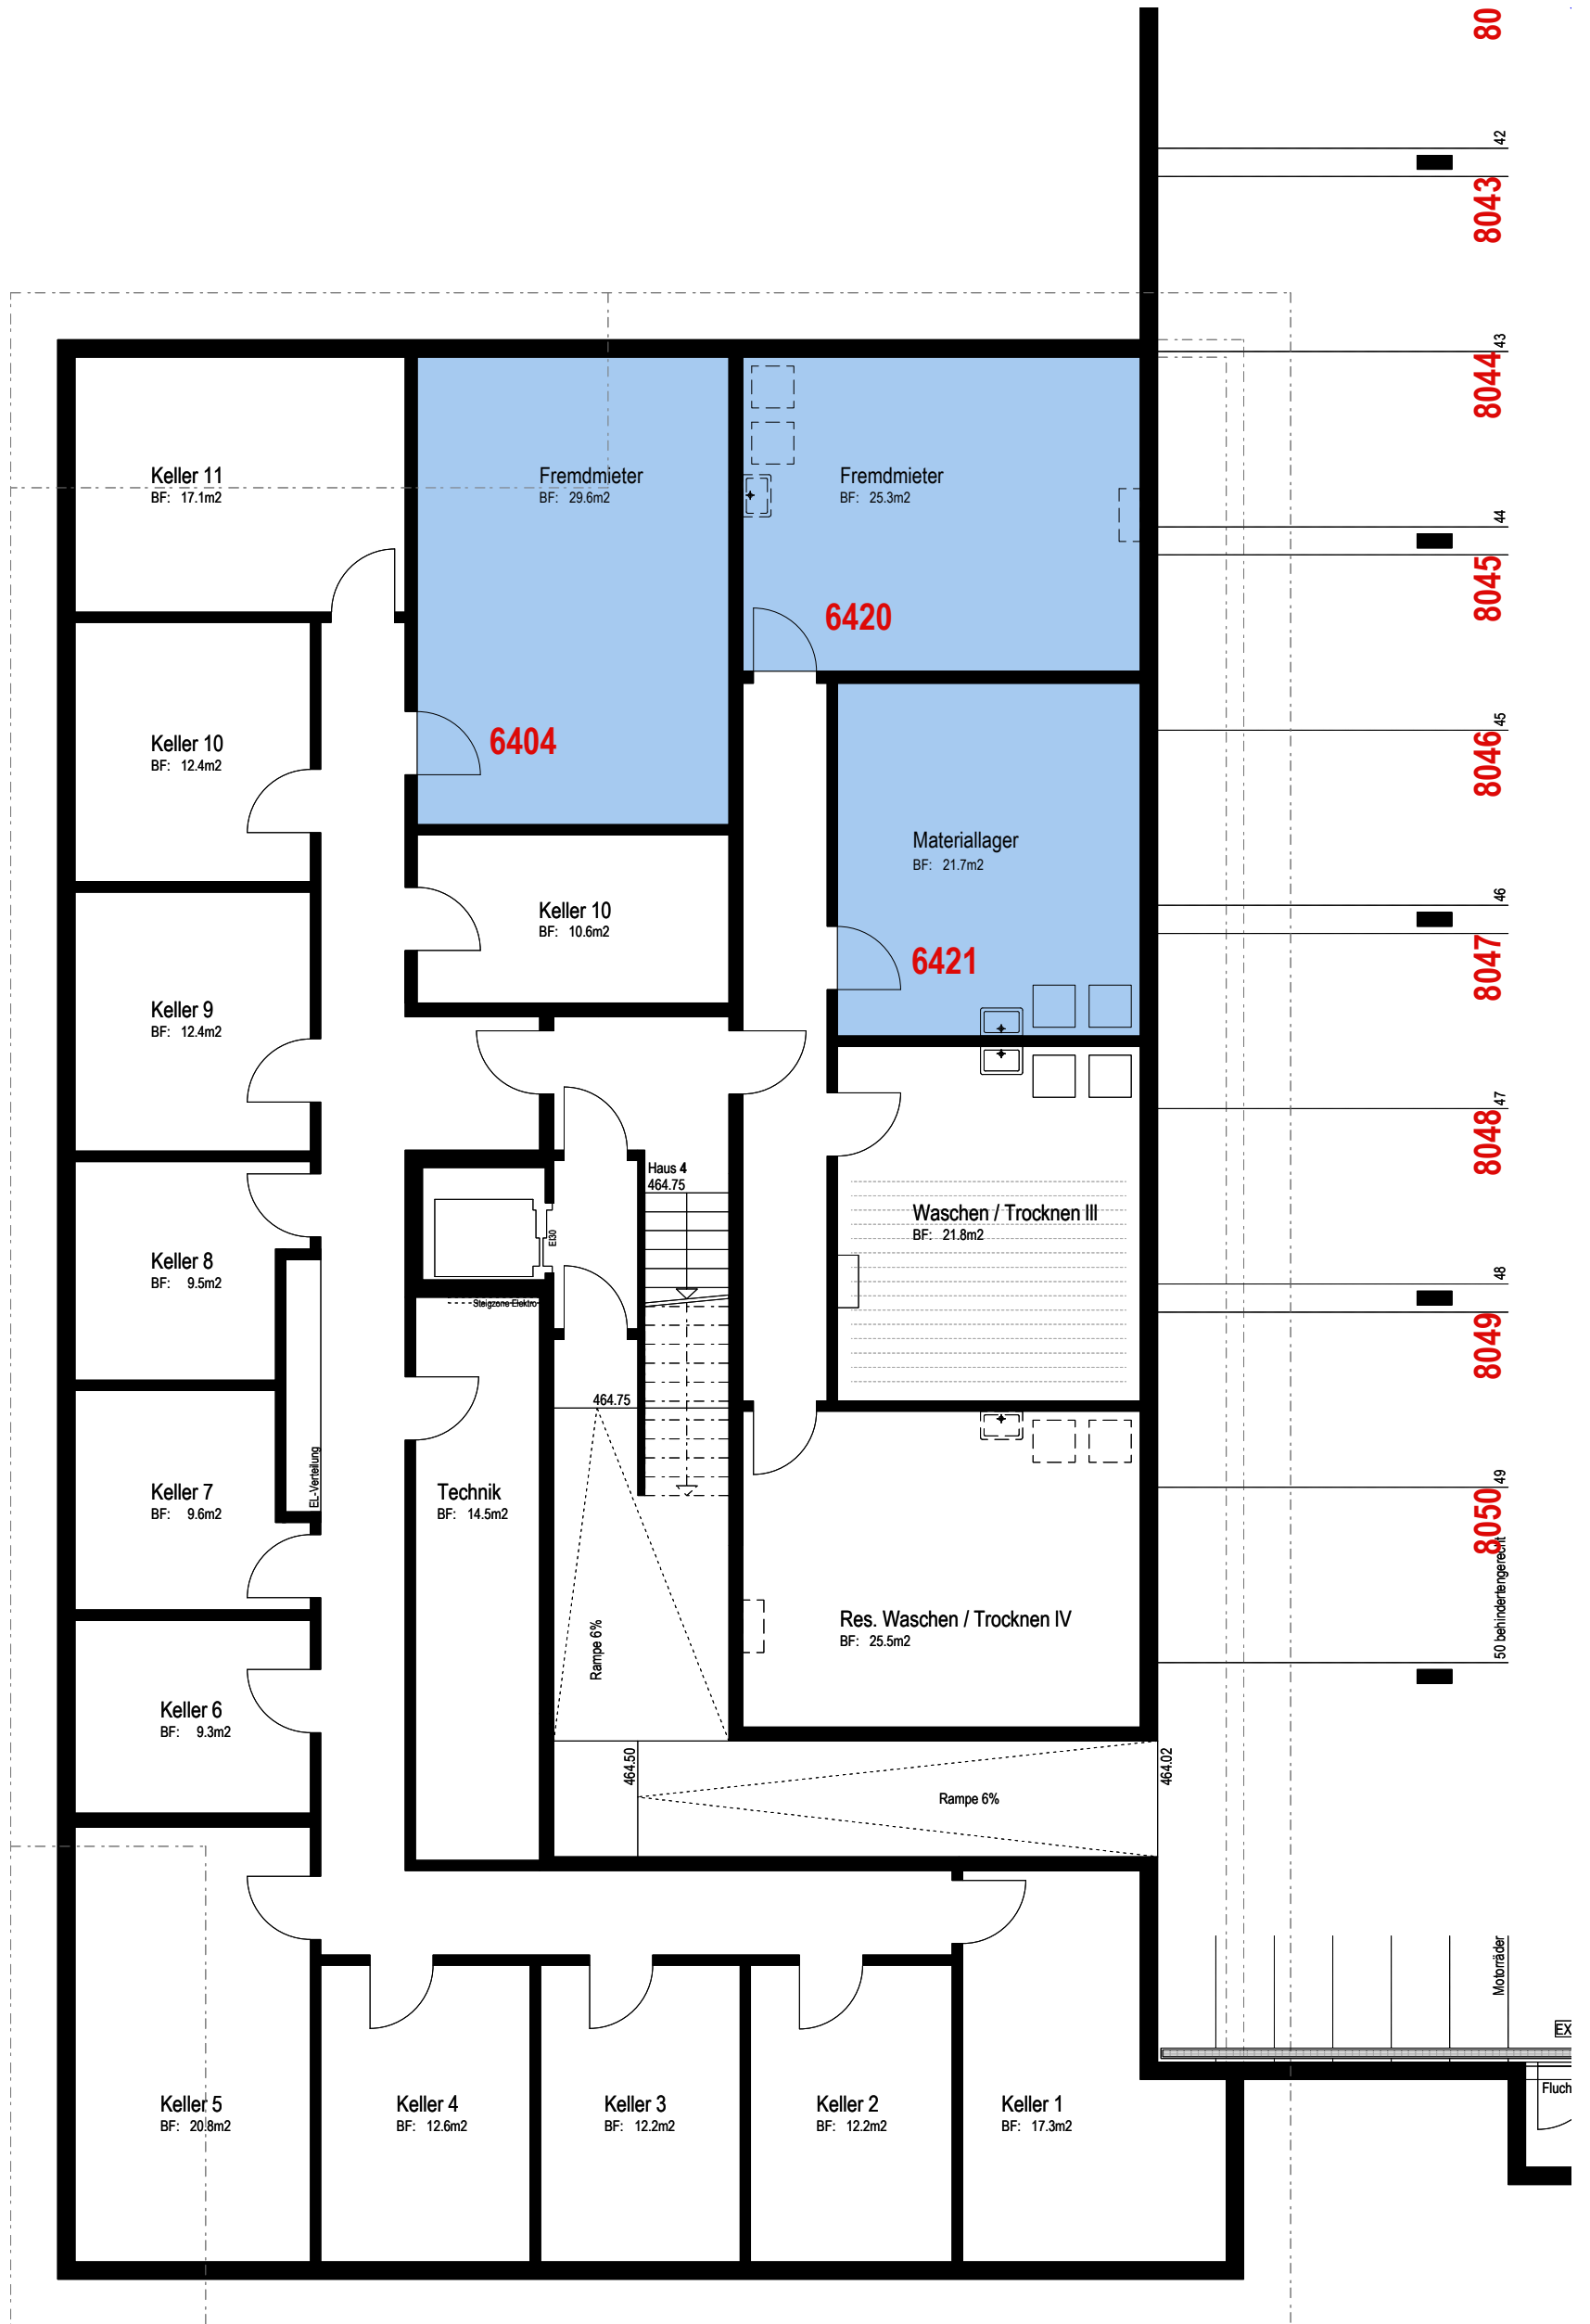 80
42
8043
43
8044
Keller 11
BF: 17.1m2
Fremdmieter
BF: 29.6m2
Fremdmieter
BF: 25.3m2
44
8045
6420
6404
45
8046
Keller 10
BF: 12.4m2
Materiallager
BF: 21.7m2
Keller 10
BF: 10.6m2
46
8047
6421
Keller 9
BF: 12.4m2
47
8048
Haus 4
464.75
Waschen / Trocknen III
BF: 21.8m2
EI30
Keller 8
BF: 9.5m2
48
8049
Steigzone Elektro
464.75
EL-Verteilung
Keller 7
BF: 9.6m2
Technik
BF: 14.5m2
49
8050
50 behindertengerecht
Rampe 6%
Res. Waschen / Trocknen IV
BF: 25.5m2
Keller 6
BF: 9.3m2
464.50
464.02
Rampe 6%
Motorräder
EX
Fluch
Keller 5
BF: 20.8m2
Keller 4
BF: 12.6m2
Keller 3
BF: 12.2m2
Keller 2
BF: 12.2m2
Keller 1
BF: 17.3m2